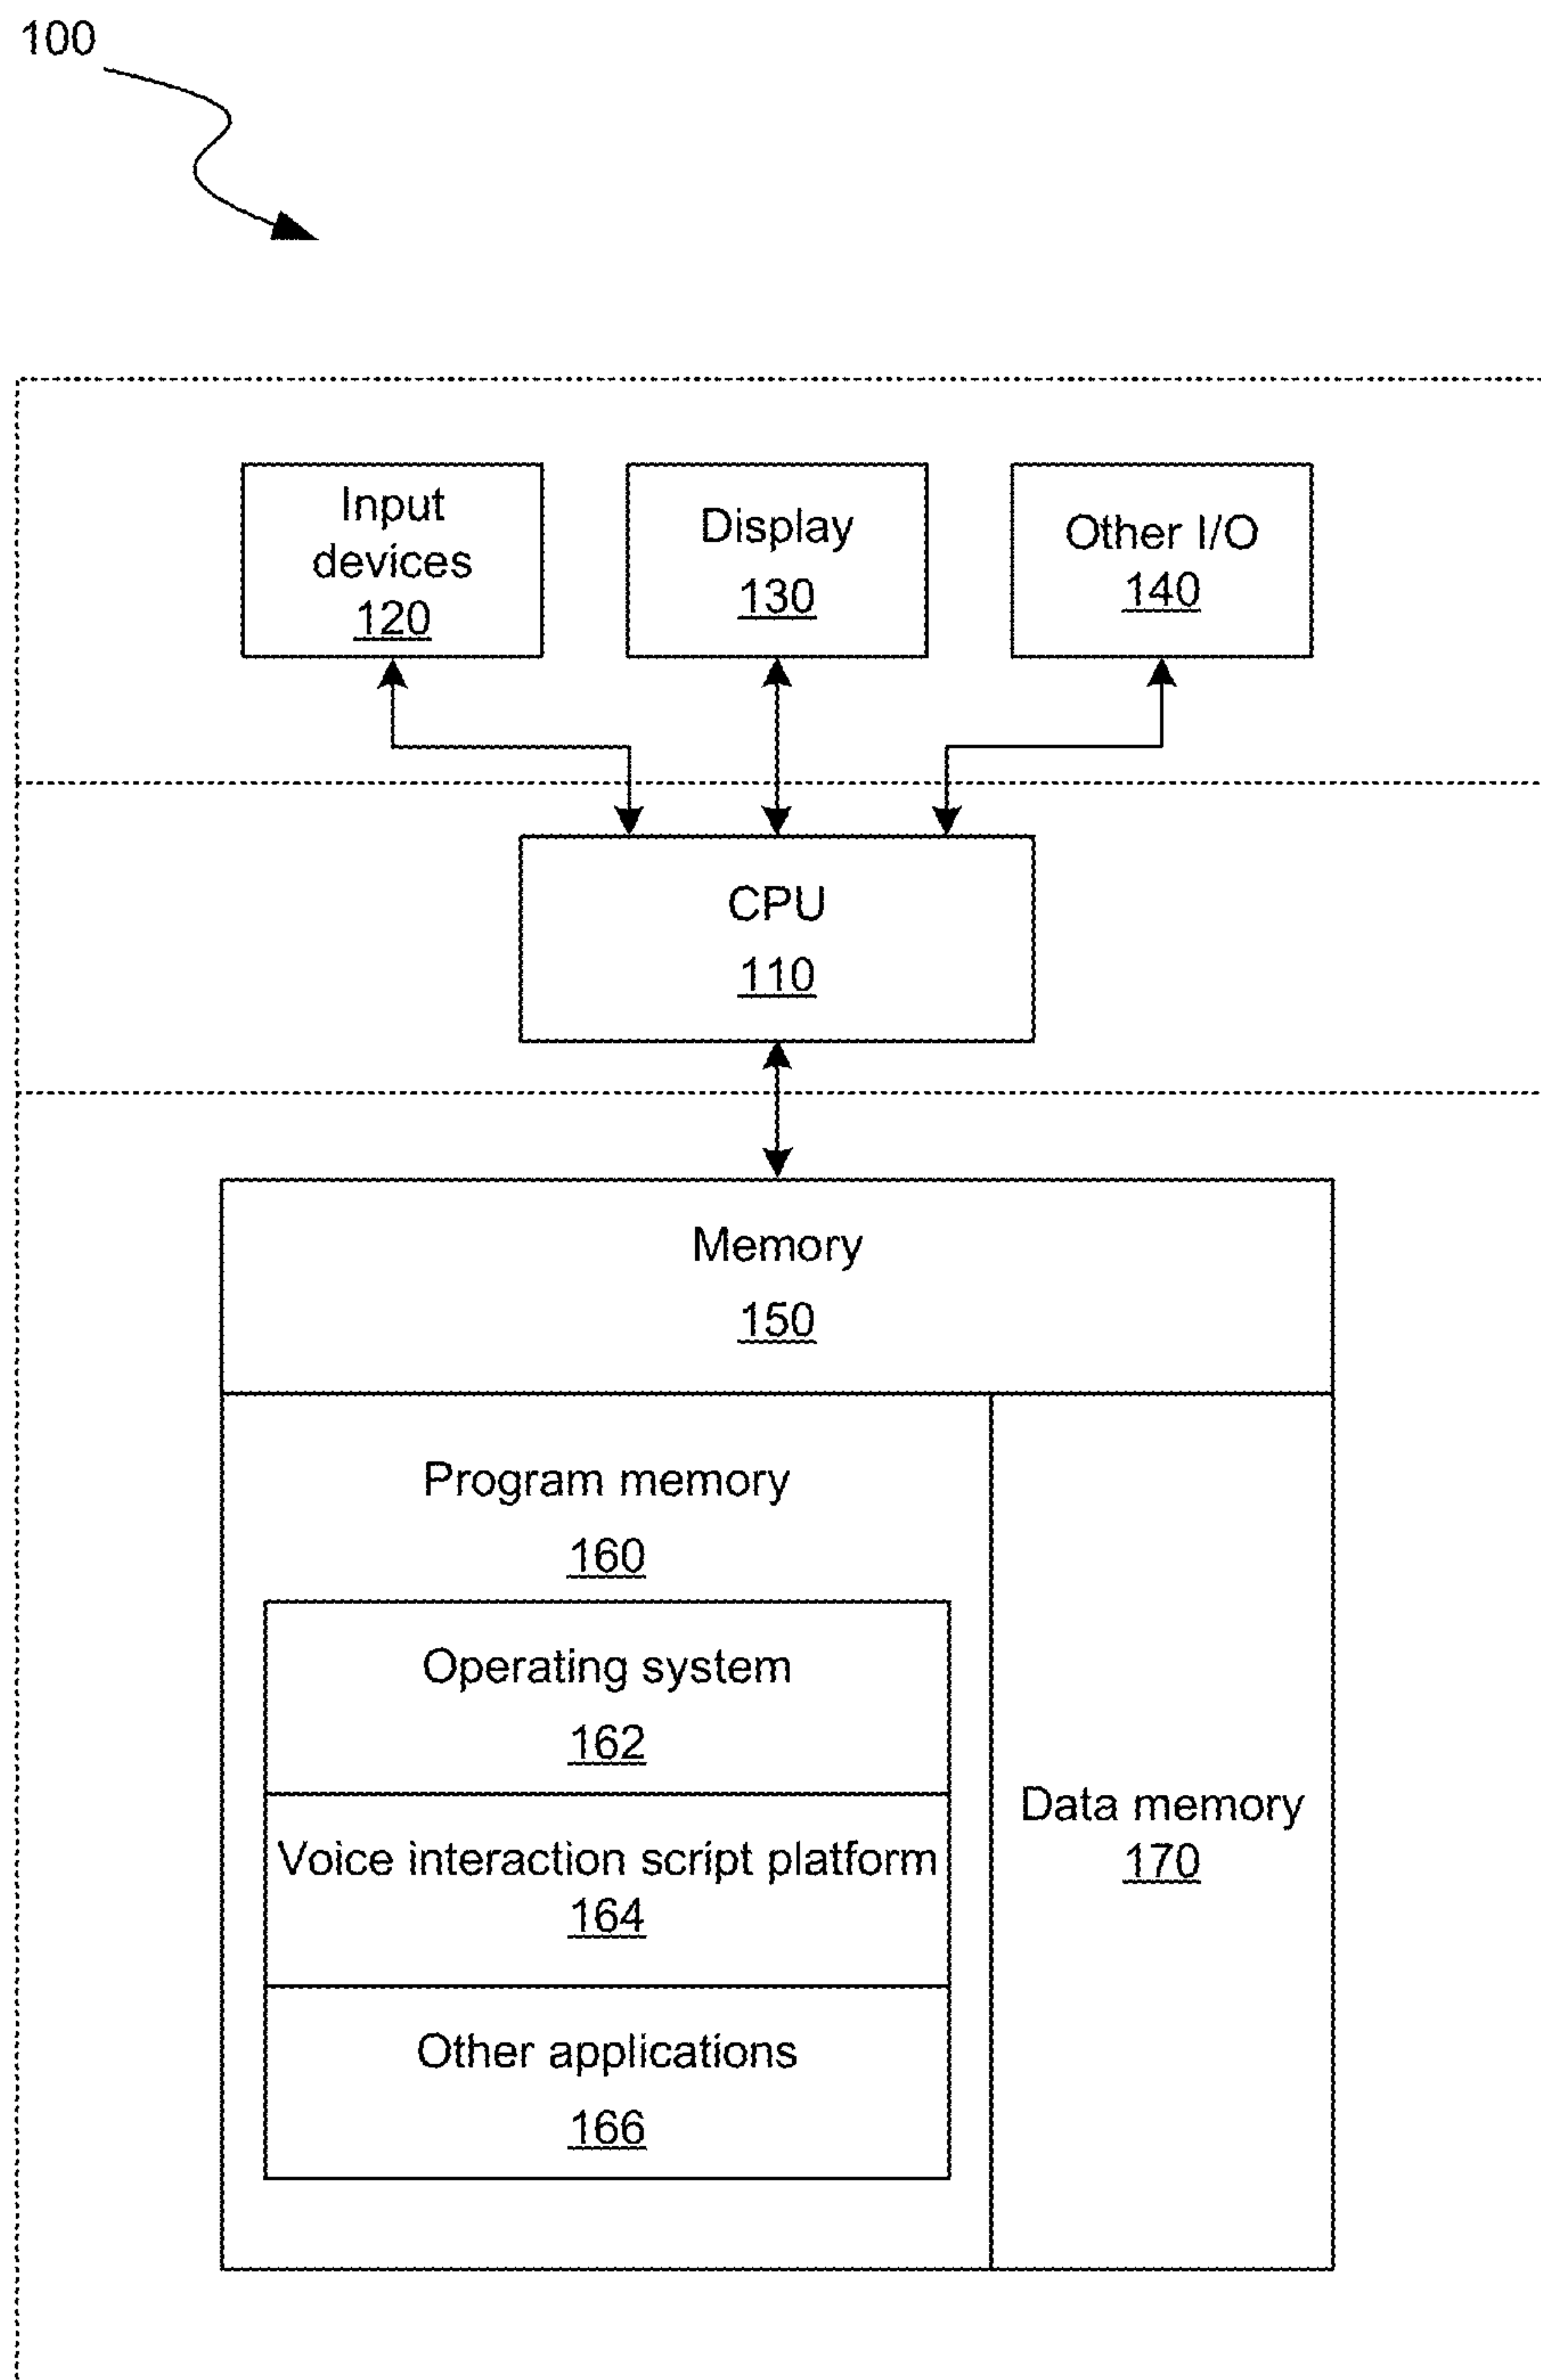 100
Input
devices
120
Display
130
Other I/O
140
CPU
110
Memory
150
Program memory
160
Operating system
162
Voice interaction script platform
164
Other applications
166
Data memory
170